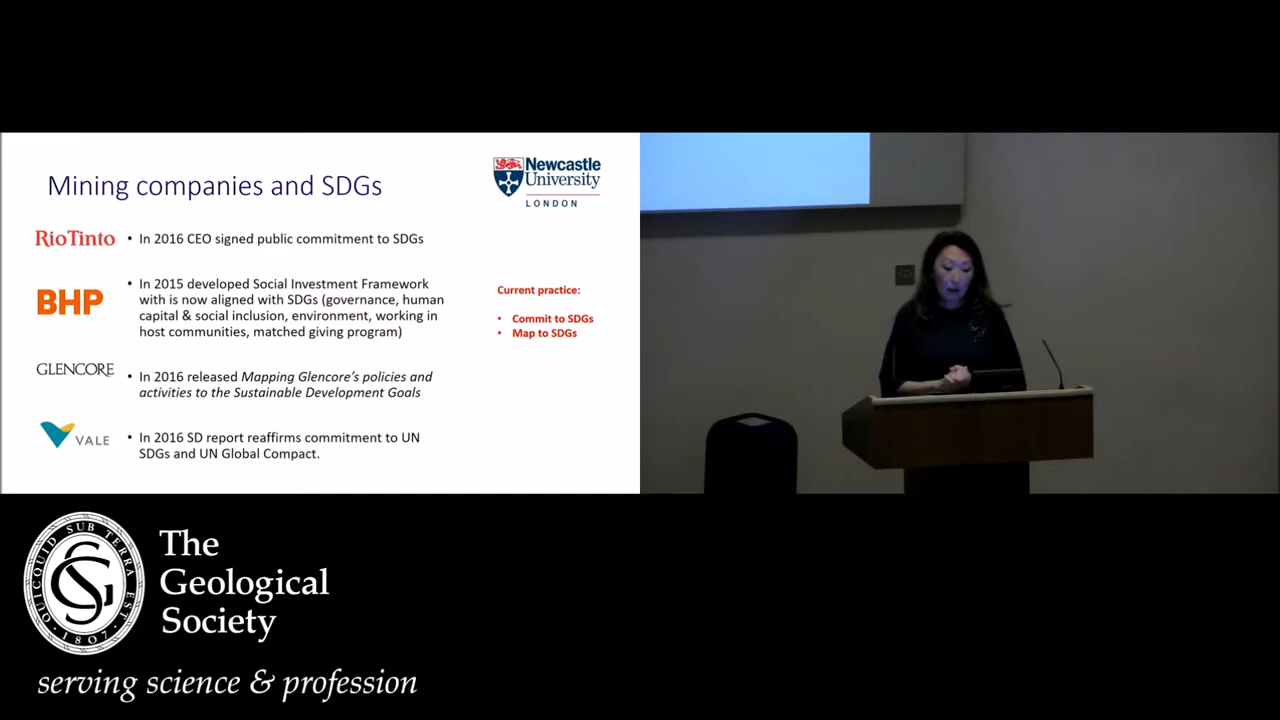 Mining companies and SDGs
Newcastle
University
LONDON
RioTinto
• In 2016 CEO signed public commitment to SDGs
BHP
• In 2015 developed Social Investment Framework
with is now aligned with SDGs (governance, human
capital & social inclusion, environment, working in
host communities, matched giving program)
Current practice:
• Commit to SDGs
• Map to SDGs
GLENCORE
• In 2016 released Mapping Glencore's policies and
activities to the Sustainable Development Goals
VALE
• In 2016 SD report reaffirms commitment to UN
SDGs and UN Global Compact.
QUICQUID SUB TERRA EST
·1807·
GS
The
Geological
Society
serving science & profession